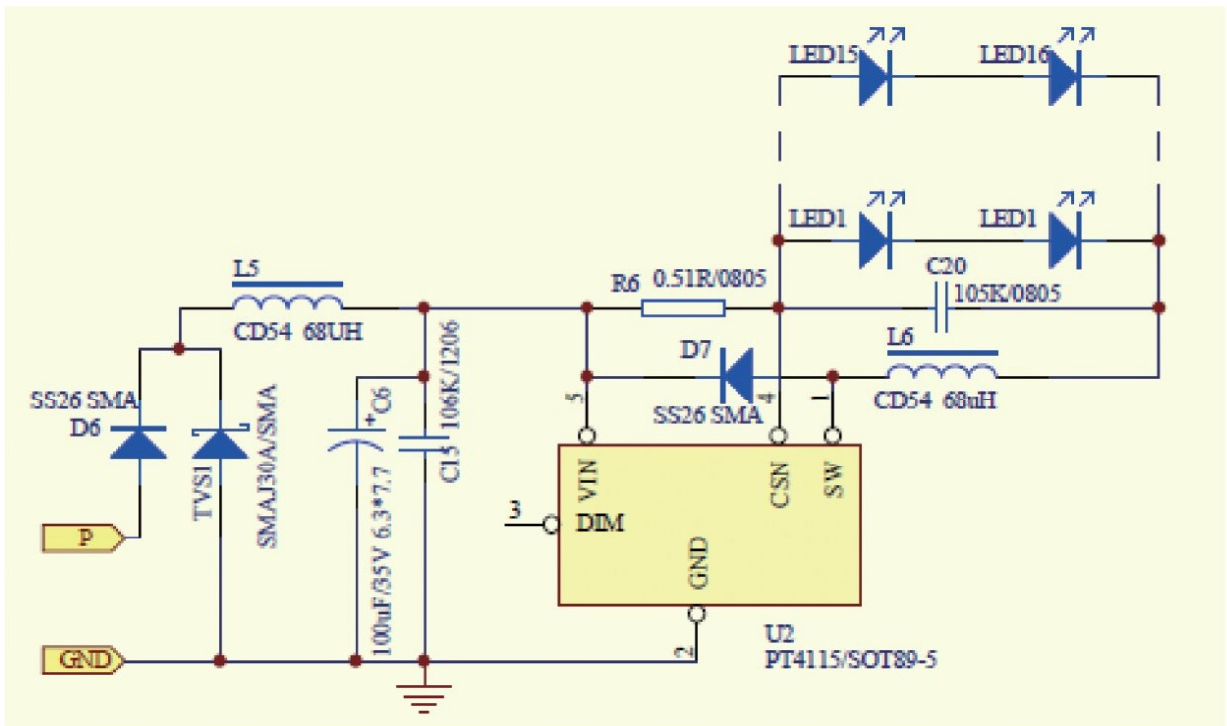 LED15
LED16
LED1
LED1
C20
105K/0805
R6
0.51R/0805
L5
CD54 68UH
L6
CD54 68uH
D7
SS26 SMA
SS26 SMA
D6
TVS1
SMAJ30A/SMA
C6
100uF/35V 6.3*7.7
C15 106K/1206
+
5
4
1
VIN
CSN
SW
3
DIM
GND
2
P
GND
U2
PT4115/SOT89-5